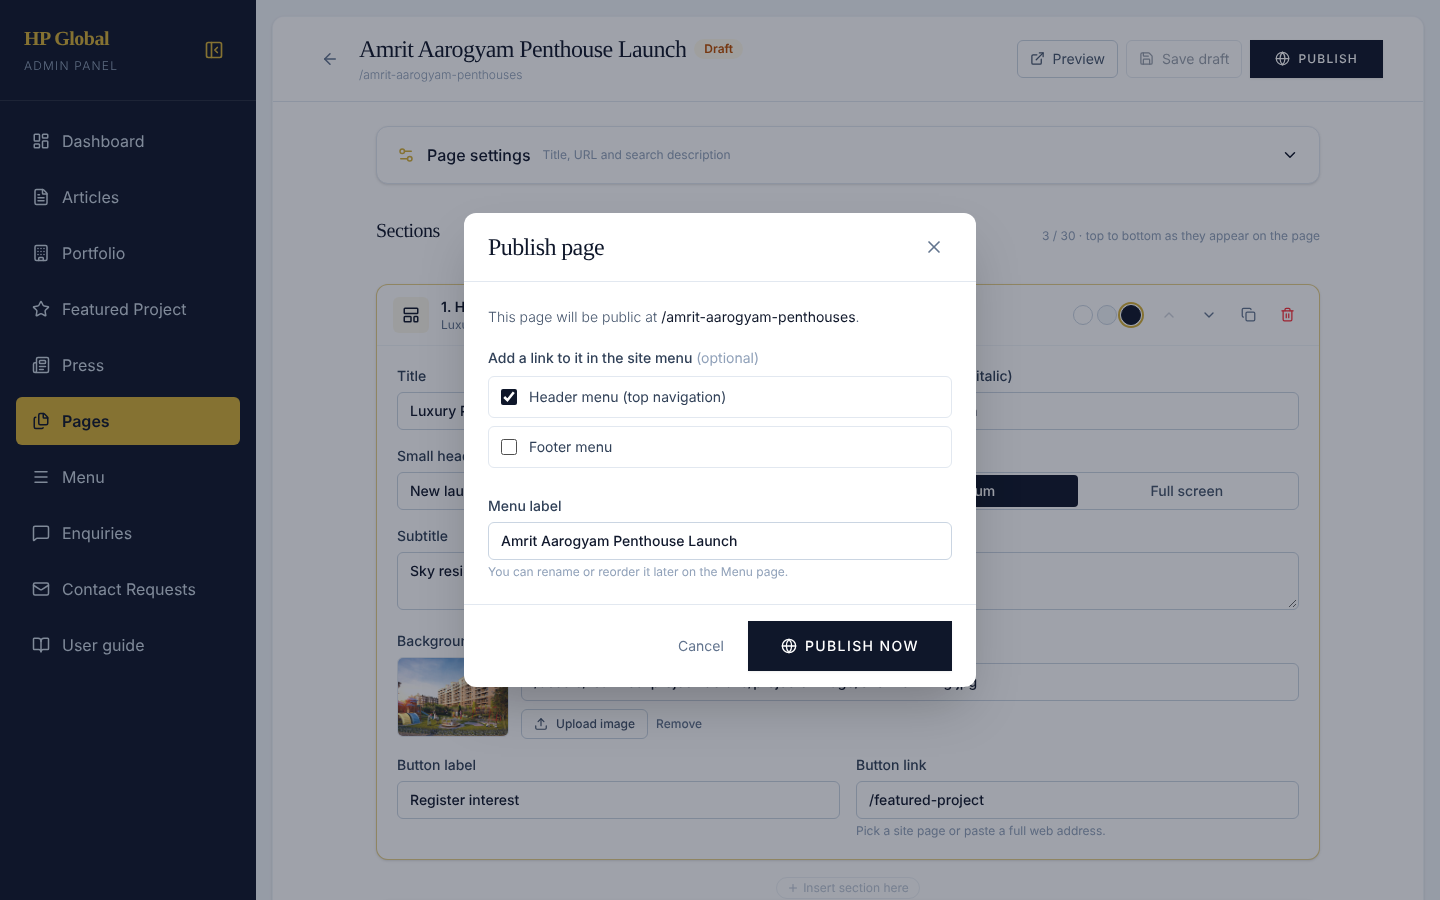 HP Global
ADMIN PANEL
Dashboard
Articles
Portfolio
Featured Project
Press
Pages
Menu
Enquiries
Contact Requests
User guide
Amrit Aarogyam Penthouse Launch
Draft
/amrit-aarogyam-penthouses
Preview
Save draft
PUBLISH
Page settings
Title, URL and search description
Sections
3 / 30 · top to bottom as they appear on the page
1. H
Luxu
Title
italic)
Luxury
Small head
New lau
um
Full screen
Subtitle
Sky resi
Backgroun
Upload image
Remove
Button label
Register interest
Button link
/featured-project
Pick a site page or paste a full web address.
+ Insert section here
Publish page
This page will be public at /amrit-aarogyam-penthouses.
Add a link to it in the site menu (optional)
Header menu (top navigation)
Footer menu
Menu label
Amrit Aarogyam Penthouse Launch
You can rename or reorder it later on the Menu page.
Cancel
PUBLISH NOW